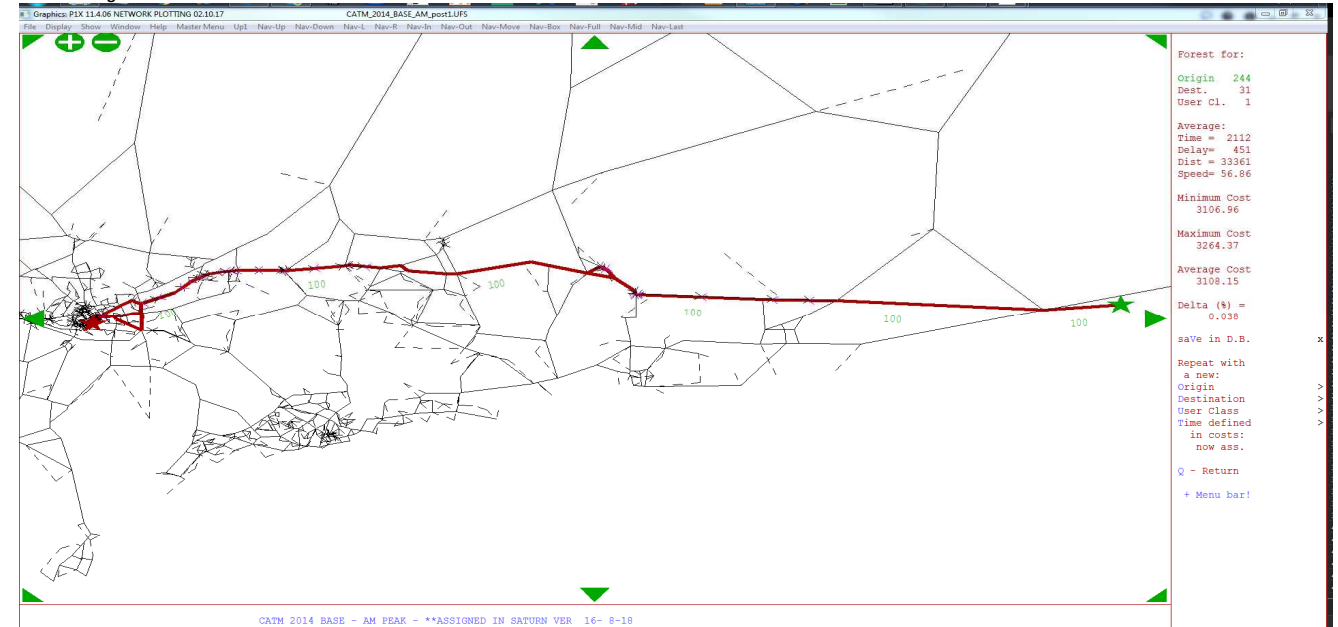 Graphics: P1X 11.4.06 NETWORK PLOTTING 02.10.17 CATM_2014_BASE_AM_post1.UFS
File Display Show Window Help Master Menu Up1 Nav-Up Nav-Down Nav-L Nav-R Nav-In Nav-Out Nav-Move Nav-Box Nav-Full Nav-Mid Nav-Last
Forest for:
Origin 244
Dest. 31
User Cl. 1
Average:
Time = 2112
Delay= 451
Dist = 33361
Speed= 56.86
Minimum Cost
3106.96
Maximum Cost
3264.37
Average Cost
3108.15
Delta (%) =
0.038
saVe in D.B. x
Repeat with
a new:
Origin >
Destination >
User Class >
Time defined >
in costs:
now ass.
Q - Return
+ Menu bar!
100
100
100
100
100
100
CATM 2014 BASE - AM PEAK - **ASSIGNED IN SATURN VER 16- 8-18